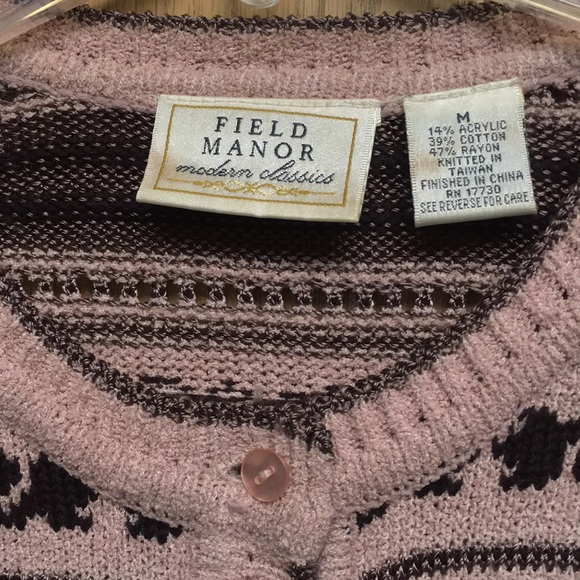 FIELD
MANOR
modern classics
M
14% ACRYLIC
39% COTTON
47% RAYON
KNITTED IN
TAIWAN
FINISHED IN CHINA
RN 17730
SEE REVERSE FOR CARE